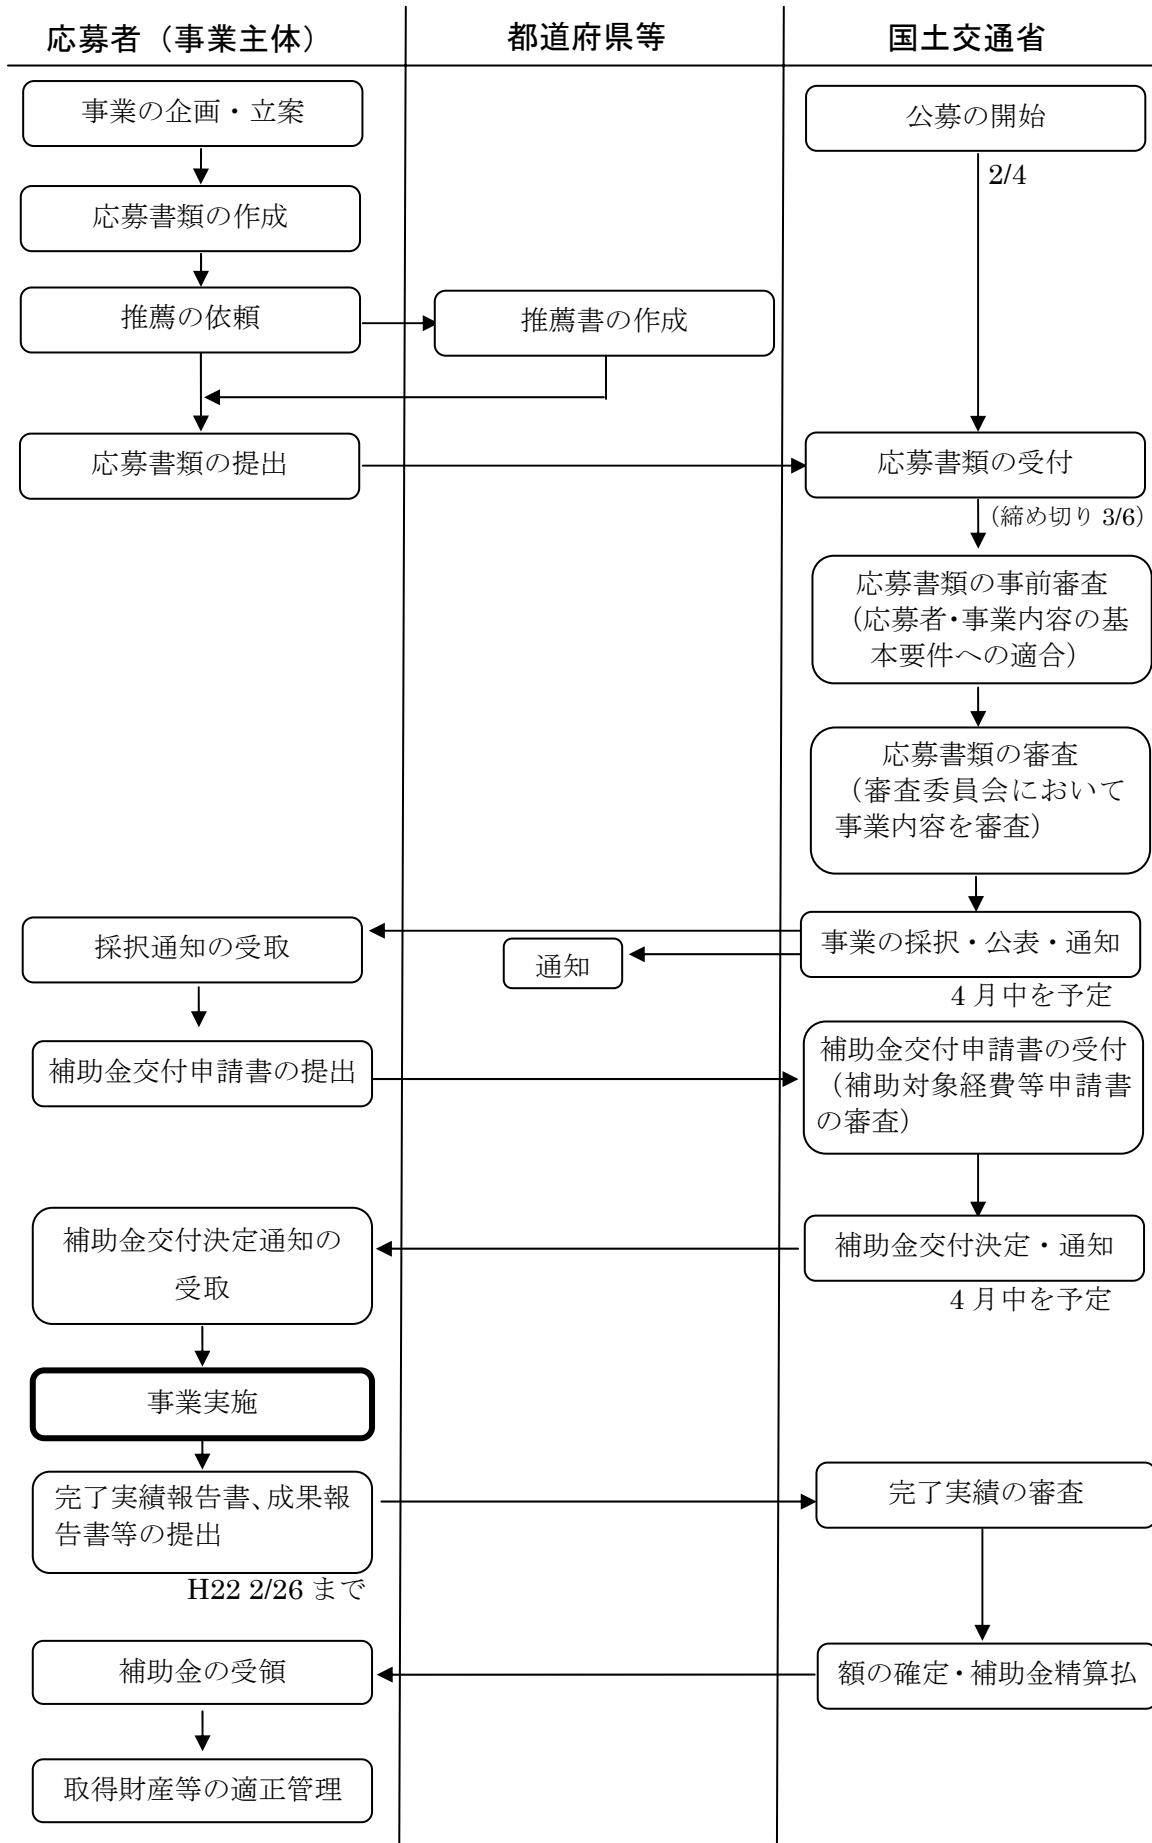 応募者（事業主体）
都道府県等
国土交通省
事業の企画・立案
公募の開始
2/4
応募書類の作成
推薦の依頼
推薦書の作成
応募書類の提出
応募書類の受付
（締め切り 3/6）
応募書類の事前審査
（応募者・事業内容の基
本要件への適合）
応募書類の審査
（審査委員会において
事業内容を審査）
採択通知の受取
通知
事業の採択・公表・通知
4 月中を予定
補助金交付申請書の提出
補助金交付申請書の受付
（補助対象経費等申請書
の審査）
補助金交付決定通知の
受取
補助金交付決定・通知
4 月中を予定
事業実施
完了実績報告書、成果報
告書等の提出
H22 2/26 まで
完了実績の審査
補助金の受領
額の確定・補助金精算払
取得財産等の適正管理